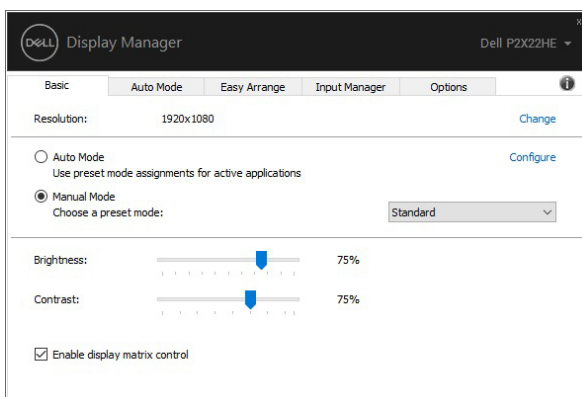 DELL Display Manager Dell P2X22HE
Basic Auto Mode Easy Arrange Input Manager Options
Resolution: 1920x1080 Change
Auto Mode Configure
Use preset mode assignments for active applications
Manual Mode
Choose a preset mode: Standard
Brightness: 75%
Contrast: 75%
Enable display matrix control